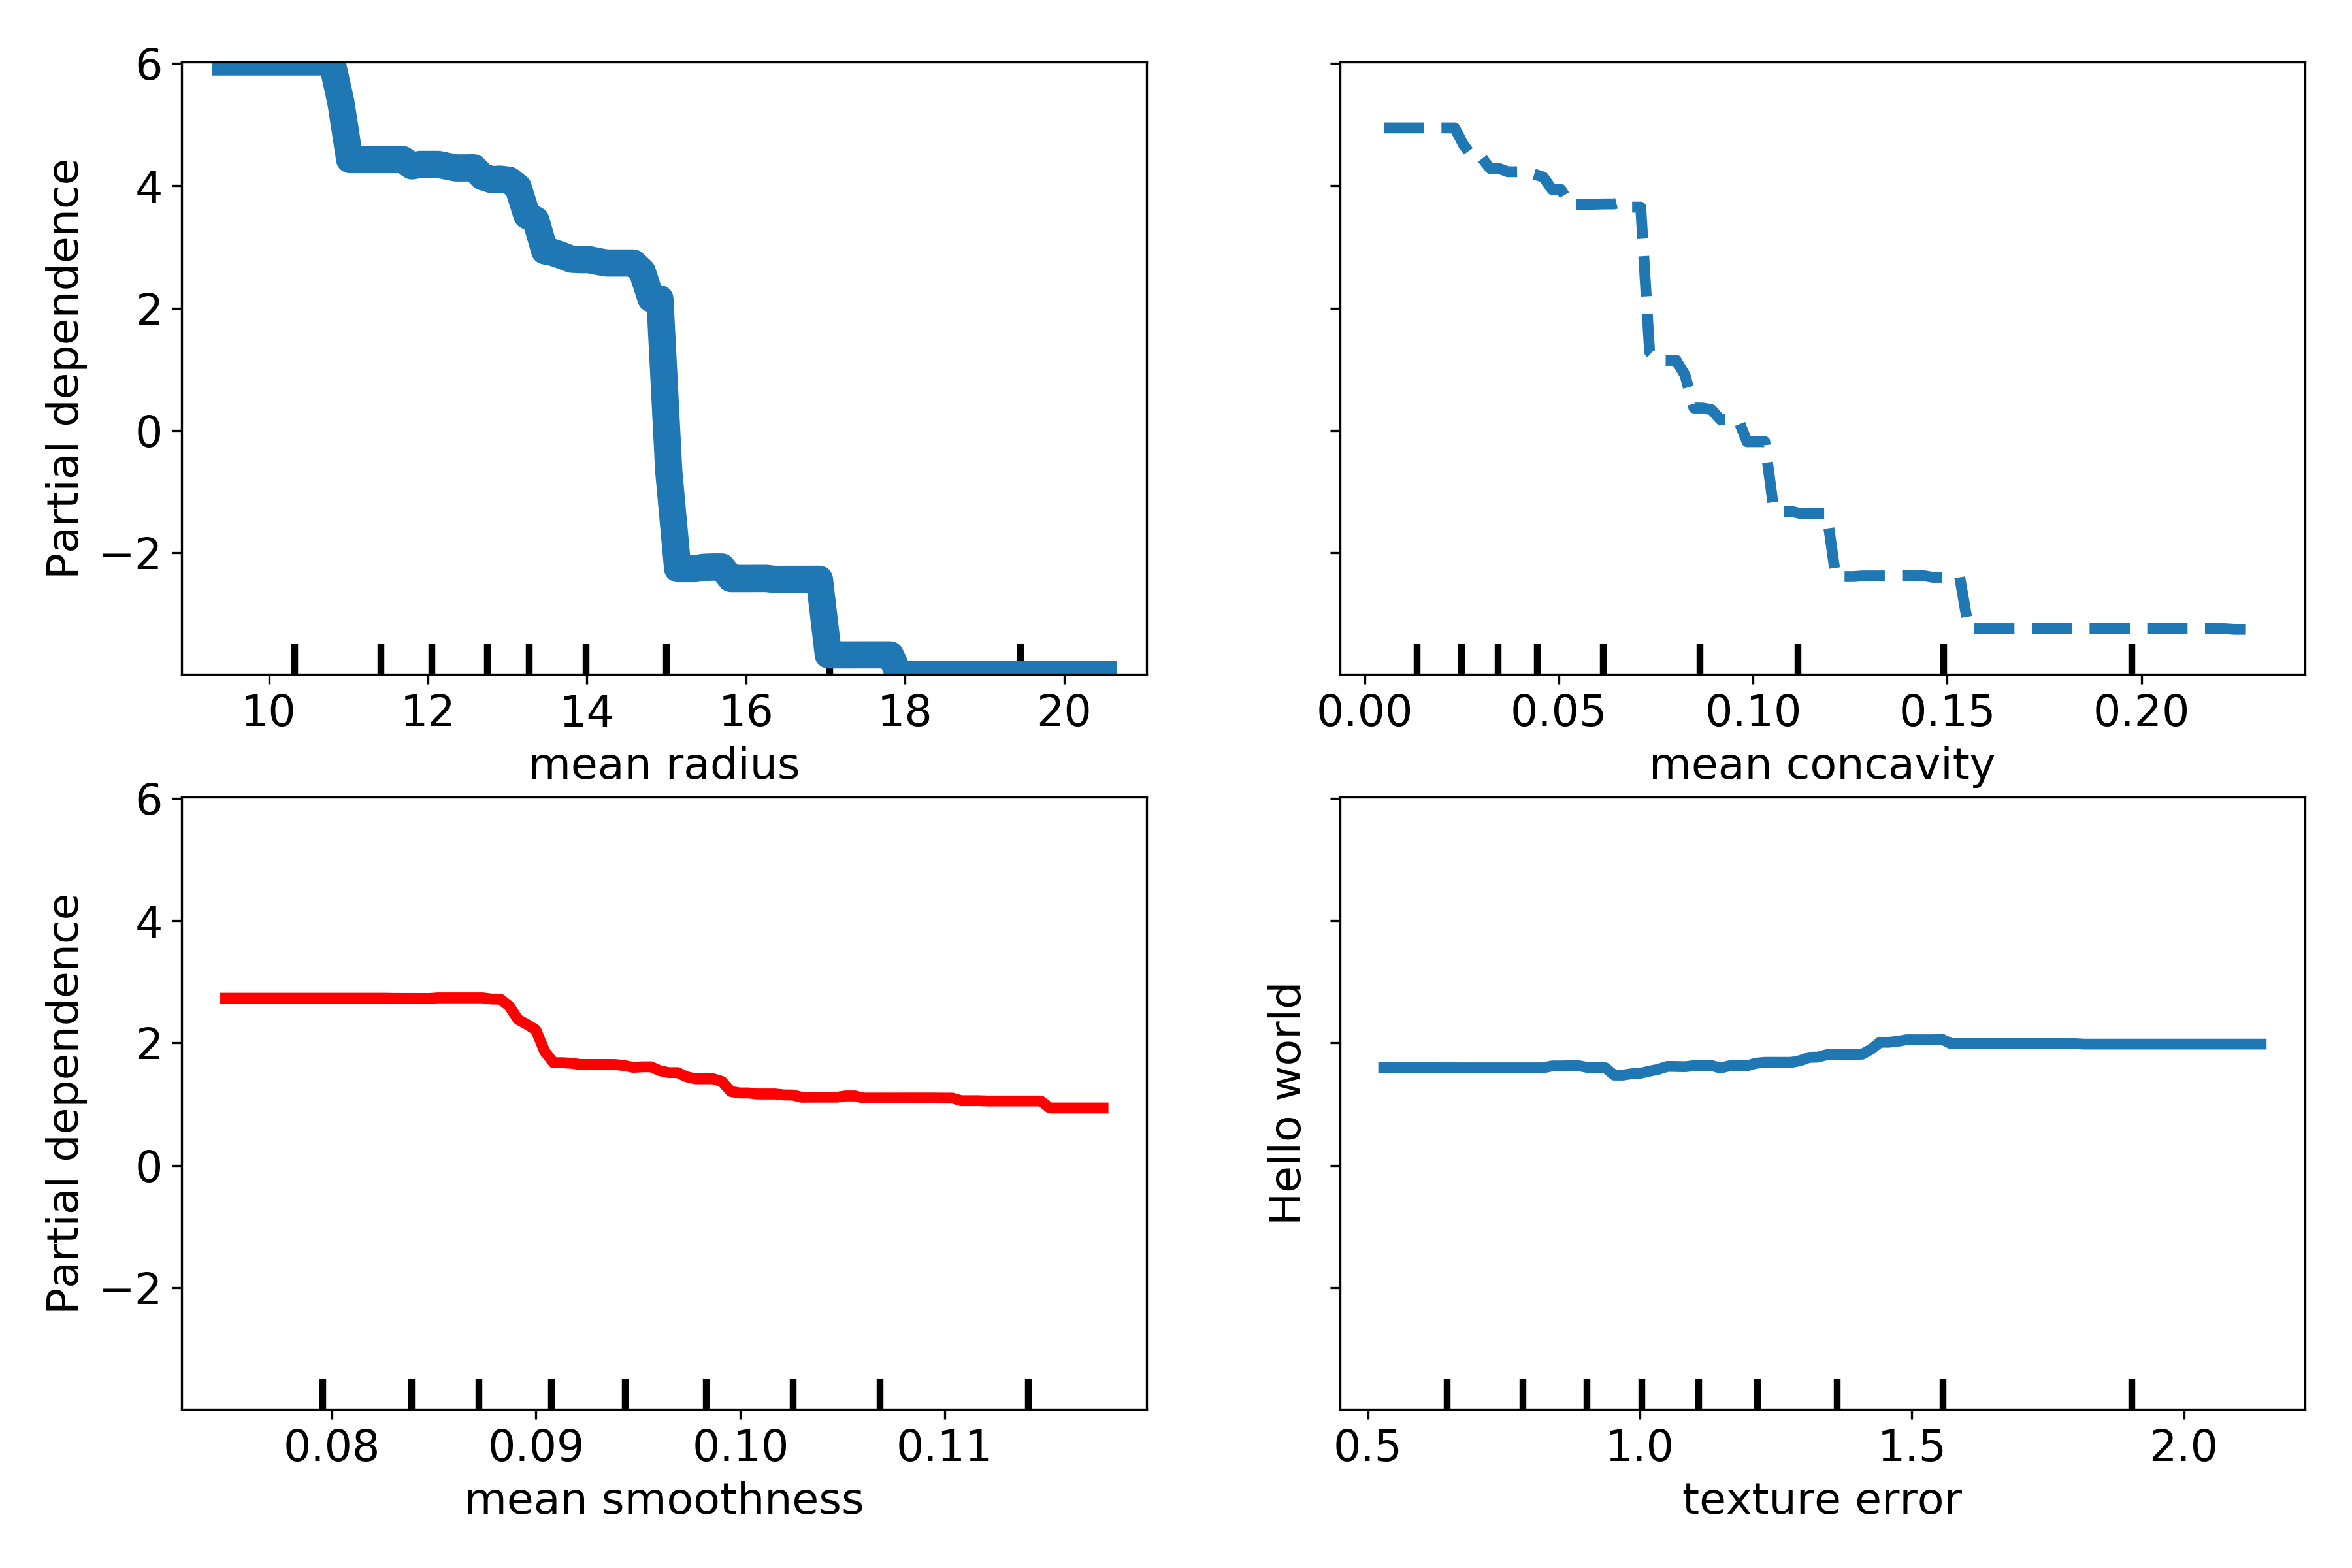 6
4
2
0
−2
Partial dependence
10 12 14 16 18 20
mean radius
0.00 0.05 0.10 0.15 0.20
mean concavity
6
4
2
0
−2
Partial dependence
0.08 0.09 0.10 0.11
mean smoothness
Hello world
0.5 1.0 1.5 2.0
texture error